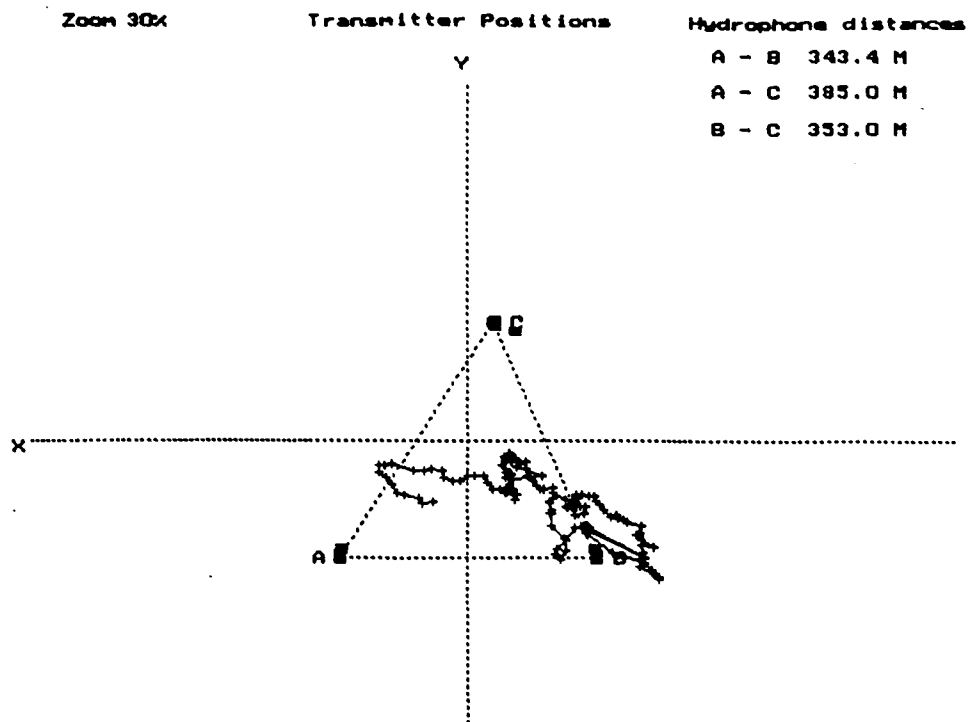 Zoom 30%
Transmitter Positions
Hydrophone distances
A - B 343.4 M
A - C 385.0 M
B - C 353.0 M
Y
C
X
A
B